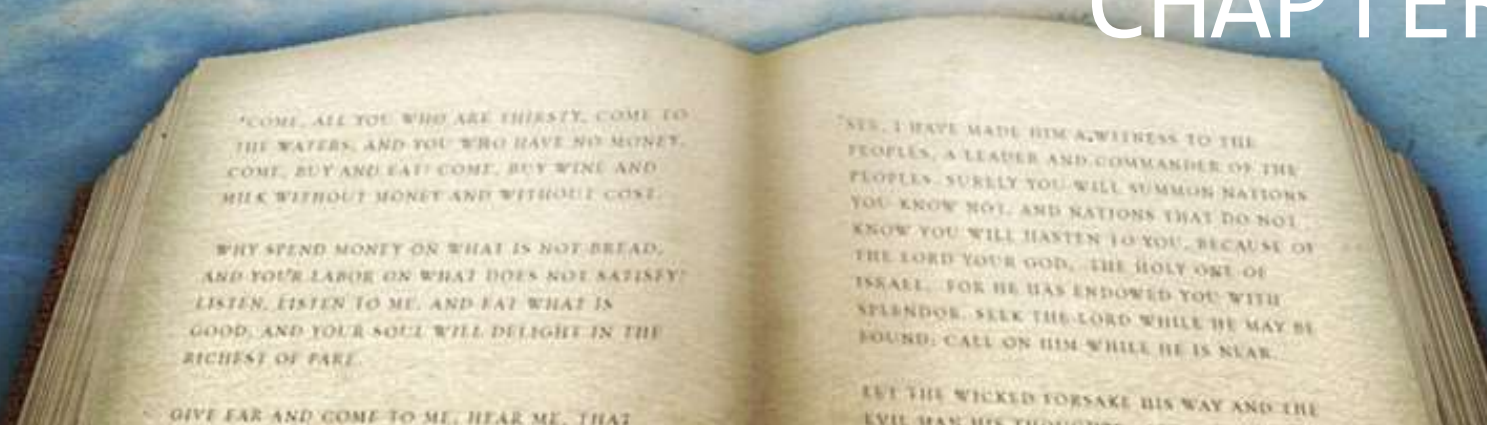 CHAPTER
"COME, ALL YOU WHO ARE THIRSTY, COME TO
THE WATERS, AND YOU WHO HAVE NO MONEY,
COME, BUY AND EAT! COME, BUY WINE AND
MILK WITHOUT MONEY AND WITHOUT COST.
WHY SPEND MONEY ON WHAT IS NOT BREAD,
AND YOUR LABOR ON WHAT DOES NOT SATISFY?
LISTEN, LISTEN TO ME, AND EAT WHAT IS
GOOD, AND YOUR SOUL WILL DELIGHT IN THE
RICHEST OF FARE.
GIVE EAR AND COME TO ME, HEAR ME, THAT
"SEE, I HAVE MADE HIM A WITNESS TO THE
PEOPLES, A LEADER AND COMMANDER OF THE
PEOPLES. SURELY YOU WILL SUMMON NATIONS
YOU KNOW NOT, AND NATIONS THAT DO NOT
KNOW YOU WILL HASTEN TO YOU, BECAUSE OF
THE LORD YOUR GOD, THE HOLY ONE OF
ISRAEL, FOR HE HAS ENDOWED YOU WITH
SPLENDOR. SEEK THE LORD WHILE HE MAY BE
FOUND; CALL ON HIM WHILE HE IS NEAR.
LET THE WICKED FORSAKE HIS WAY AND THE
EVIL MAN HIS THOUGHTS